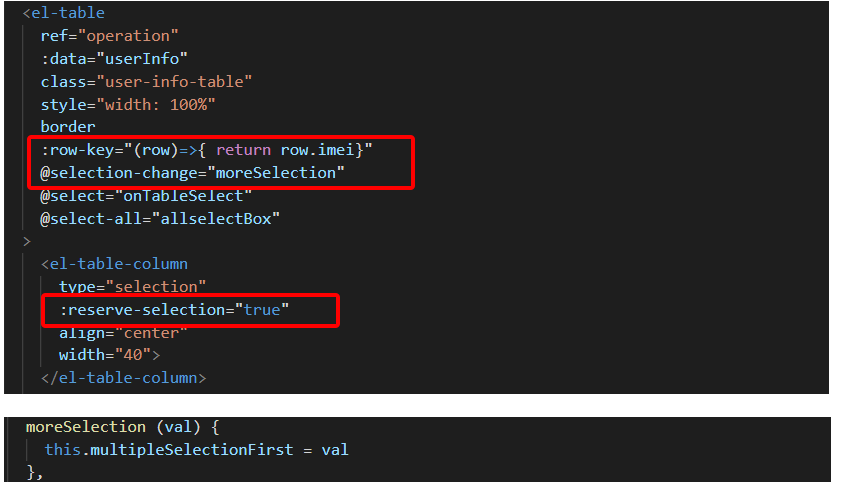 <el-table
ref="operation"
:data="userInfo"
class="user-info-table"
style="width: 100%"
border
:row-key="(row)=>{ return row.imei}"
@selection-change="moreSelection"
@select="onTableSelect"
@select-all="allselectBox"
>
<el-table-column
type="selection"
:reserve-selection="true"
align="center"
width="40">
</el-table-column>
moreSelection (val) {
this.multipleSelectionFirst = val
},